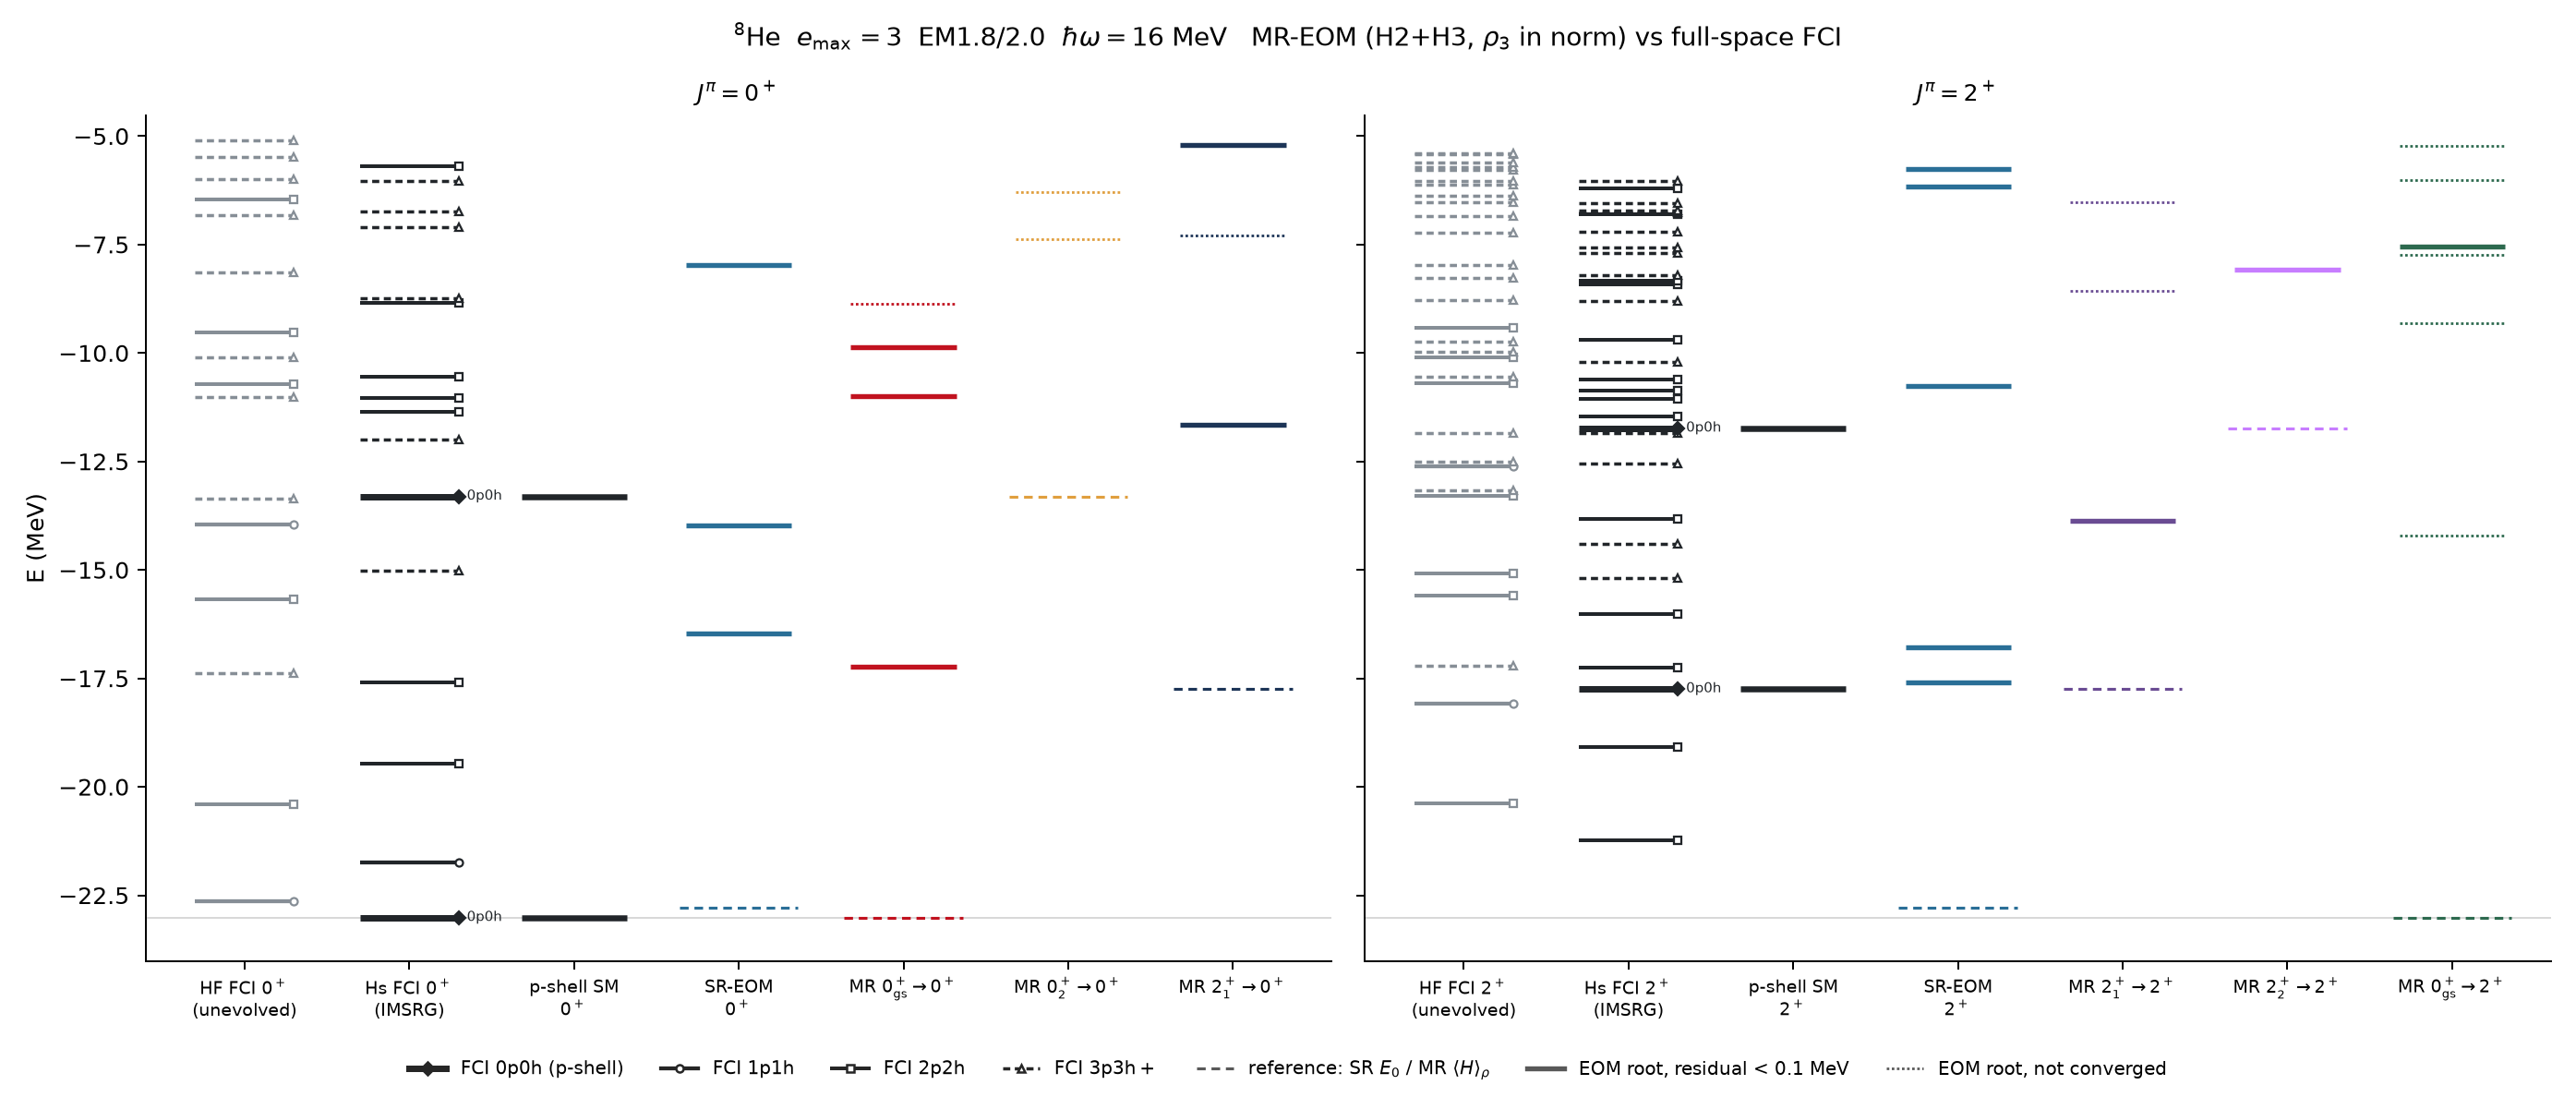 ⁸He e_max = 3 EM1.8/2.0 ħω = 16 MeV MR-EOM (H2+H3, ρ₃ in norm) vs full-space FCI
J^π = 0⁺
J^π = 2⁺
E (MeV)
−5.0
−7.5
−10.0
−12.5
−15.0
−17.5
−20.0
−22.5
0p0h
0p0h
0p0h
0p0h
HF FCI 0⁺
(unevolved)
Hs FCI 0⁺
(IMSRG)
p-shell SM
0⁺
SR-EOM
0⁺
MR 0⁺_gs → 0⁺
MR 0⁺_2 → 0⁺
MR 2⁺_1 → 0⁺
HF FCI 2⁺
(unevolved)
Hs FCI 2⁺
(IMSRG)
p-shell SM
2⁺
SR-EOM
2⁺
MR 2⁺_1 → 2⁺
MR 2⁺_2 → 2⁺
MR 0⁺_gs → 2⁺
FCI 0p0h (p-shell)
FCI 1p1h
FCI 2p2h
FCI 3p3h +
reference: SR E₀ / MR ⟨H⟩_ρ
EOM root, residual < 0.1 MeV
EOM root, not converged